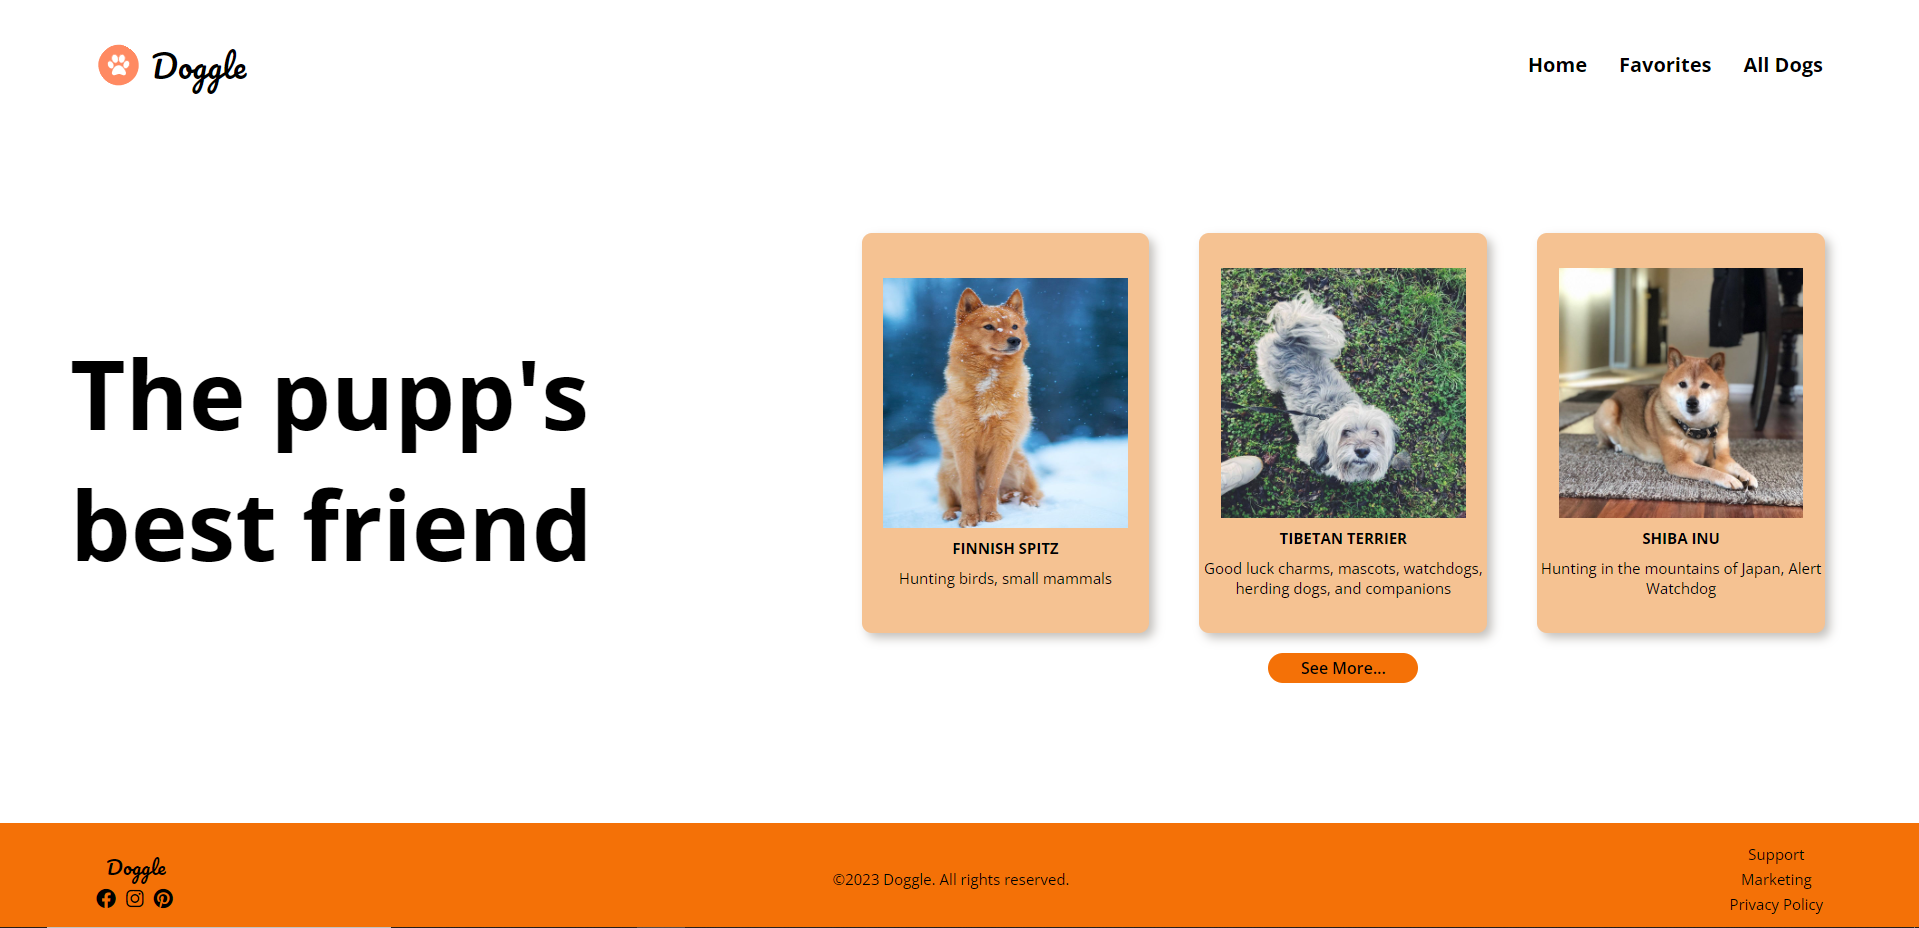 Doggle
Home Favorites All Dogs
The pupp's
best friend
FINNISH SPITZ
Hunting birds, small mammals
TIBETAN TERRIER
Good luck charms, mascots, watchdogs,
herding dogs, and companions
SHIBA INU
Hunting in the mountains of Japan, Alert
Watchdog
See More...
Doggle
©2023 Doggle. All rights reserved.
Support
Marketing
Privacy Policy